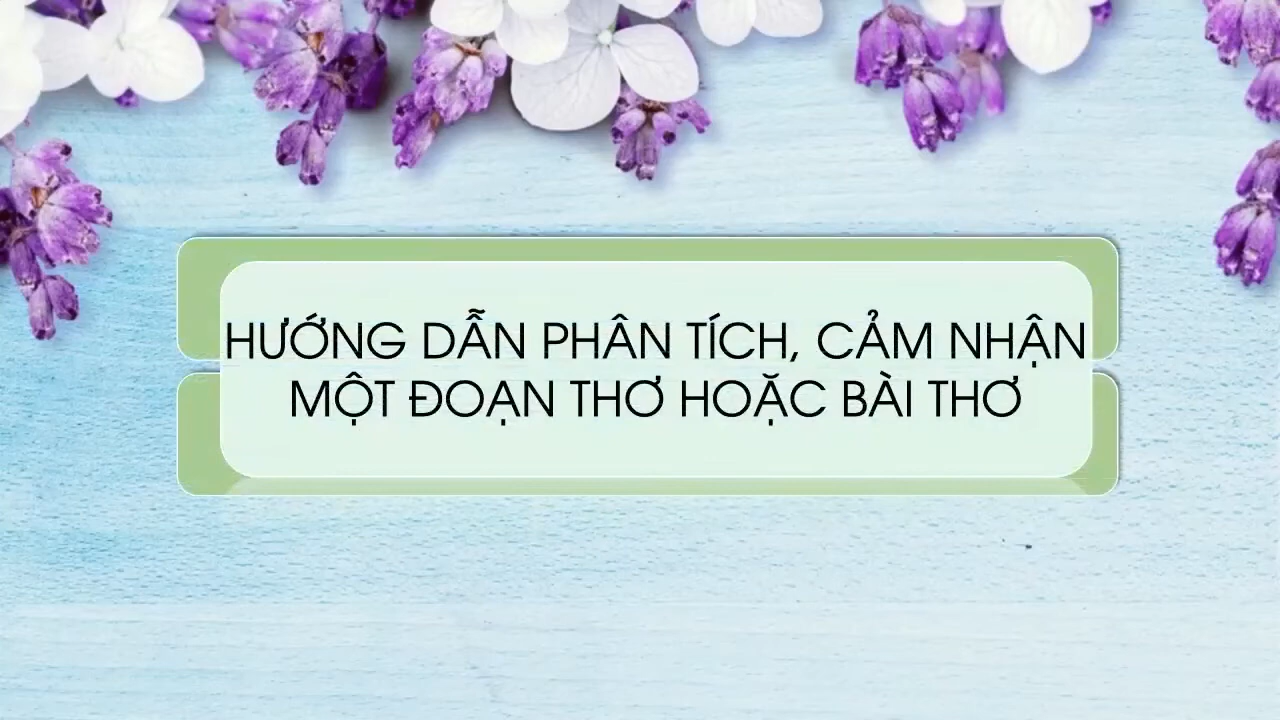 HƯỚNG DẪN PHÂN TÍCH, CẢM NHẬN
MỘT ĐOẠN THƠ HOẶC BÀI THƠ